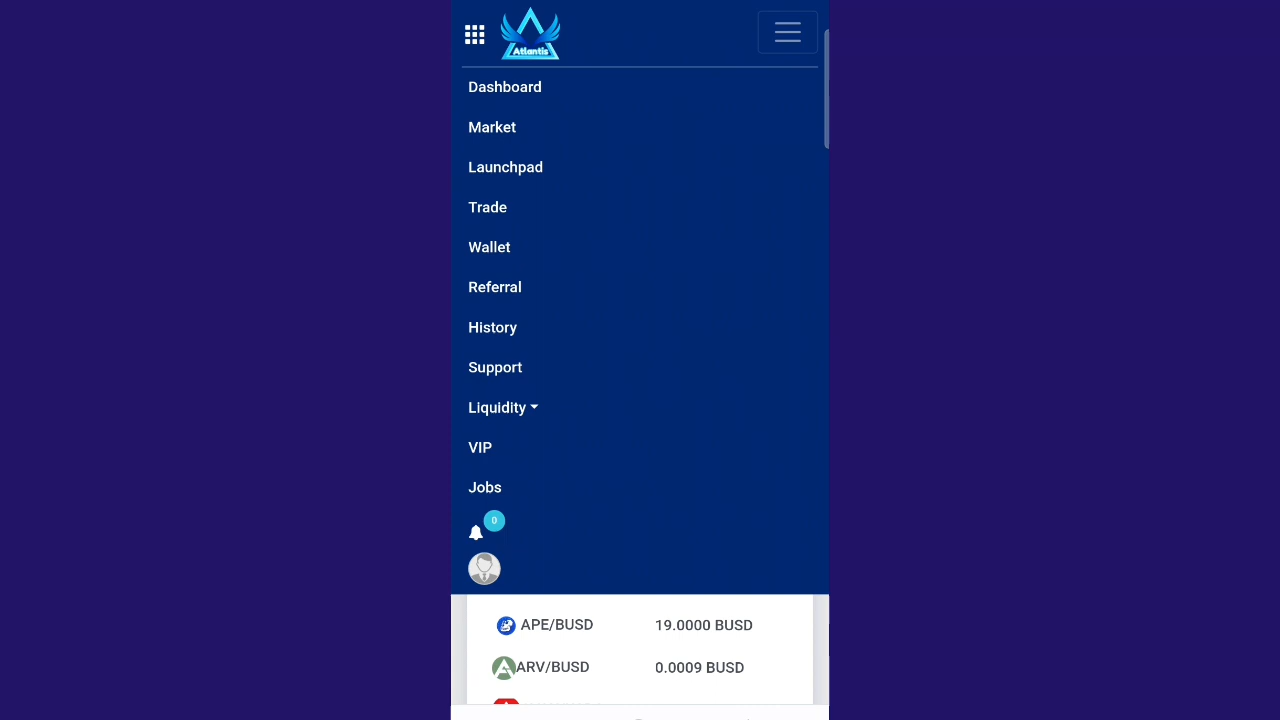 Atlantis
Dashboard
Market
Launchpad
Trade
Wallet
Referral
History
Support
Liquidity
VIP
Jobs
0
APE/BUSD 19.0000 BUSD
ARV/BUSD 0.0009 BUSD